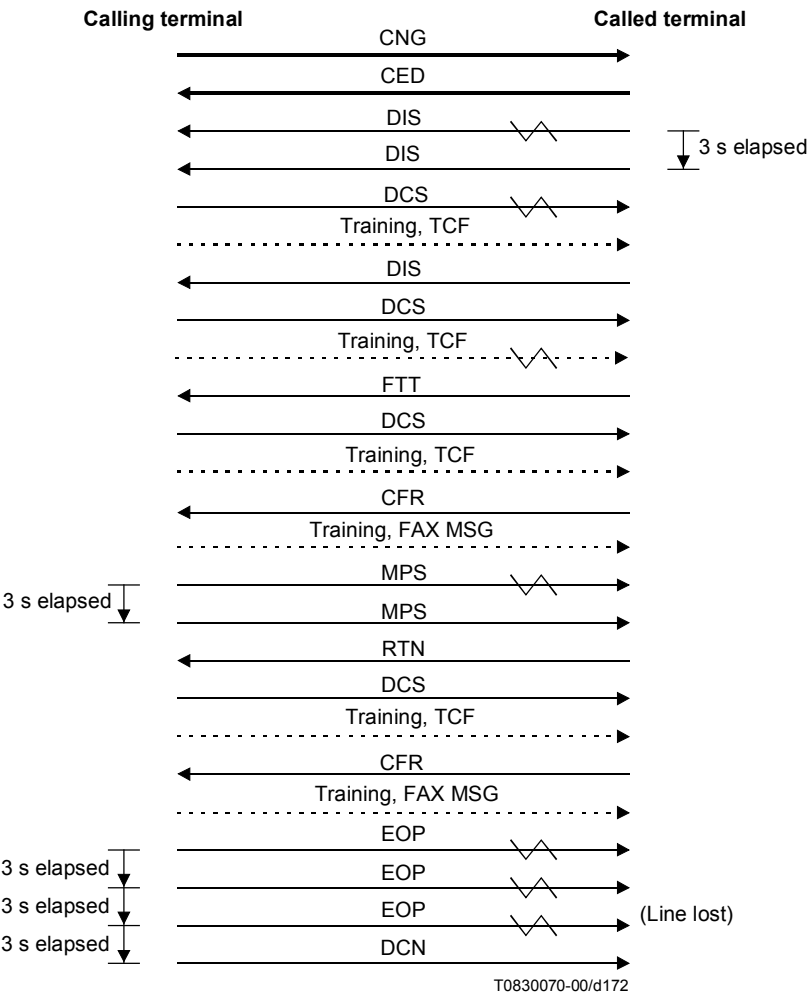 Calling terminal
Called terminal
CNG
CED
DIS
3 s elapsed
DIS
DCS
Training, TCF
DIS
DCS
Training, TCF
FTT
DCS
Training, TCF
CFR
Training, FAX MSG
MPS
3 s elapsed
MPS
RTN
DCS
Training, TCF
CFR
Training, FAX MSG
EOP
3 s elapsed
EOP
3 s elapsed
EOP
(Line lost)
3 s elapsed
DCN
T0830070-00/d172